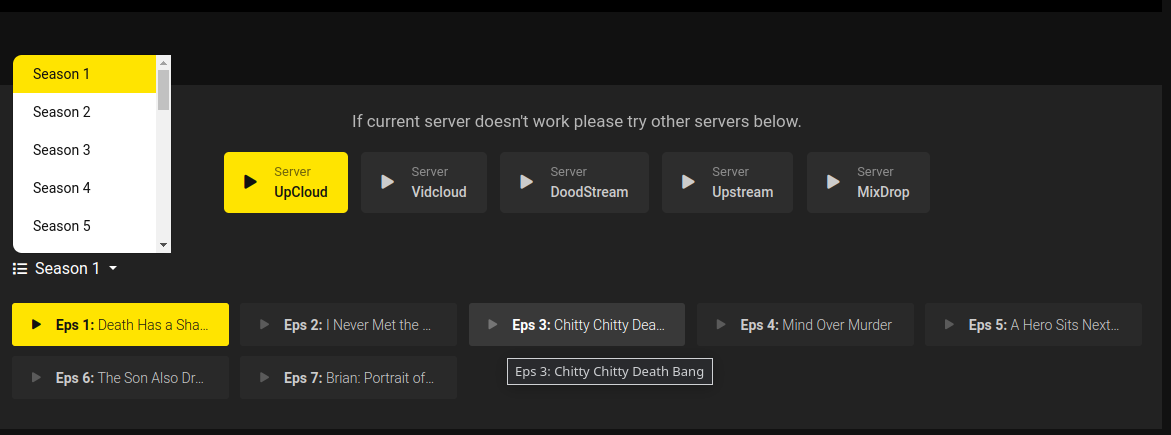 Season 1
Season 2
Season 3
Season 4
Season 5
If current server doesn't work please try other servers below.
Server
UpCloud
Server
Vidcloud
Server
DoodStream
Server
Upstream
Server
MixDrop
Season 1
Eps 1: Death Has a Sha...
Eps 2: I Never Met the ...
Eps 3: Chitty Chitty Dea...
Eps 4: Mind Over Murder
Eps 5: A Hero Sits Next...
Eps 6: The Son Also Dr...
Eps 7: Brian: Portrait of...
Eps 3: Chitty Chitty Death Bang